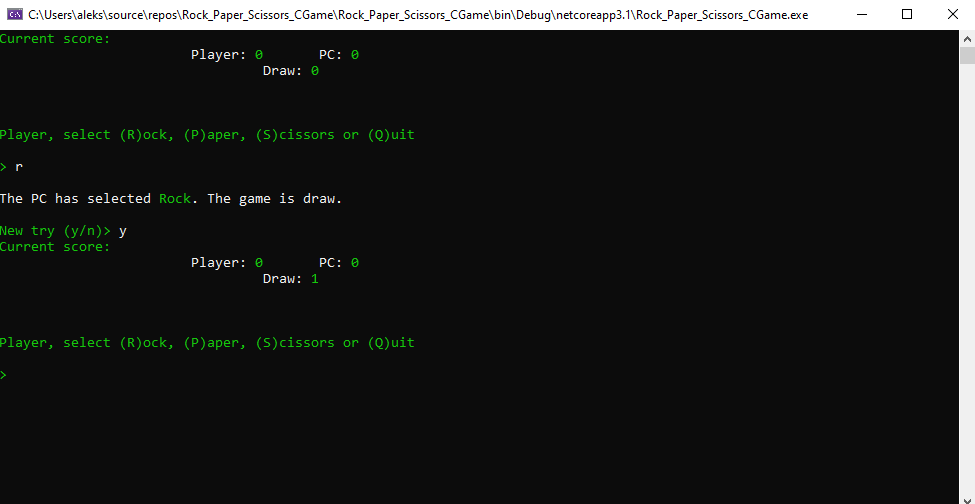 C:\Users\aleks\source\repos\Rock_Paper_Scissors_CGame\Rock_Paper_Scissors_CGame\bin\Debug\netcoreapp3.1\Rock_Paper_Scissors_CGame.exe
Current score:
Player: 0 PC: 0
Draw: 0
Player, select (R)ock, (P)aper, (S)cissors or (Q)uit
> r
The PC has selected Rock. The game is draw.
New try (y/n)> y
Current score:
Player: 0 PC: 0
Draw: 1
Player, select (R)ock, (P)aper, (S)cissors or (Q)uit
>